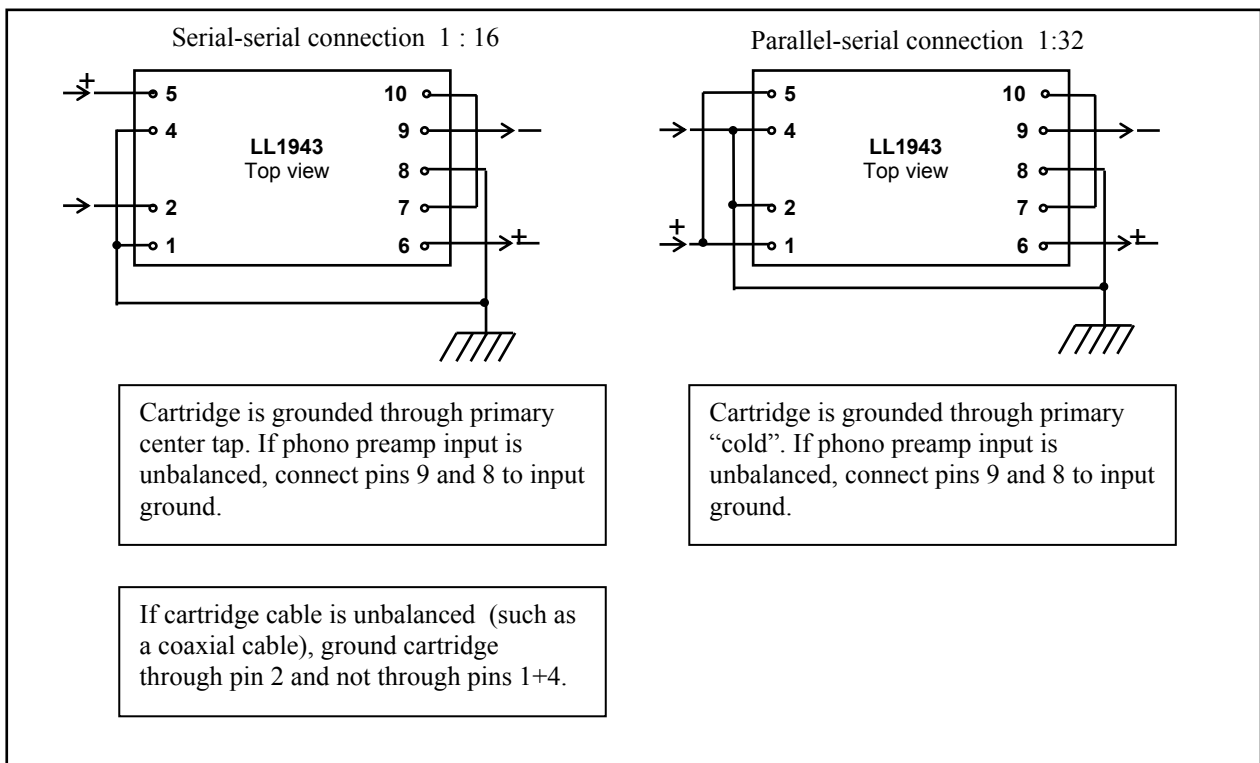 Serial-serial connection 1 : 16
+
5
4
2
1
LL1943
Top view
10
9
8
7
6
+
Cartridge is grounded through primary
center tap. If phono preamp input is
unbalanced, connect pins 9 and 8 to input
ground.
If cartridge cable is unbalanced (such as
a coaxial cable), ground cartridge
through pin 2 and not through pins 1+4.
Parallel-serial connection 1:32
5
4
2
+
1
LL1943
Top view
10
9
8
7
6
+
Cartridge is grounded through primary
“cold”. If phono preamp input is
unbalanced, connect pins 9 and 8 to input
ground.